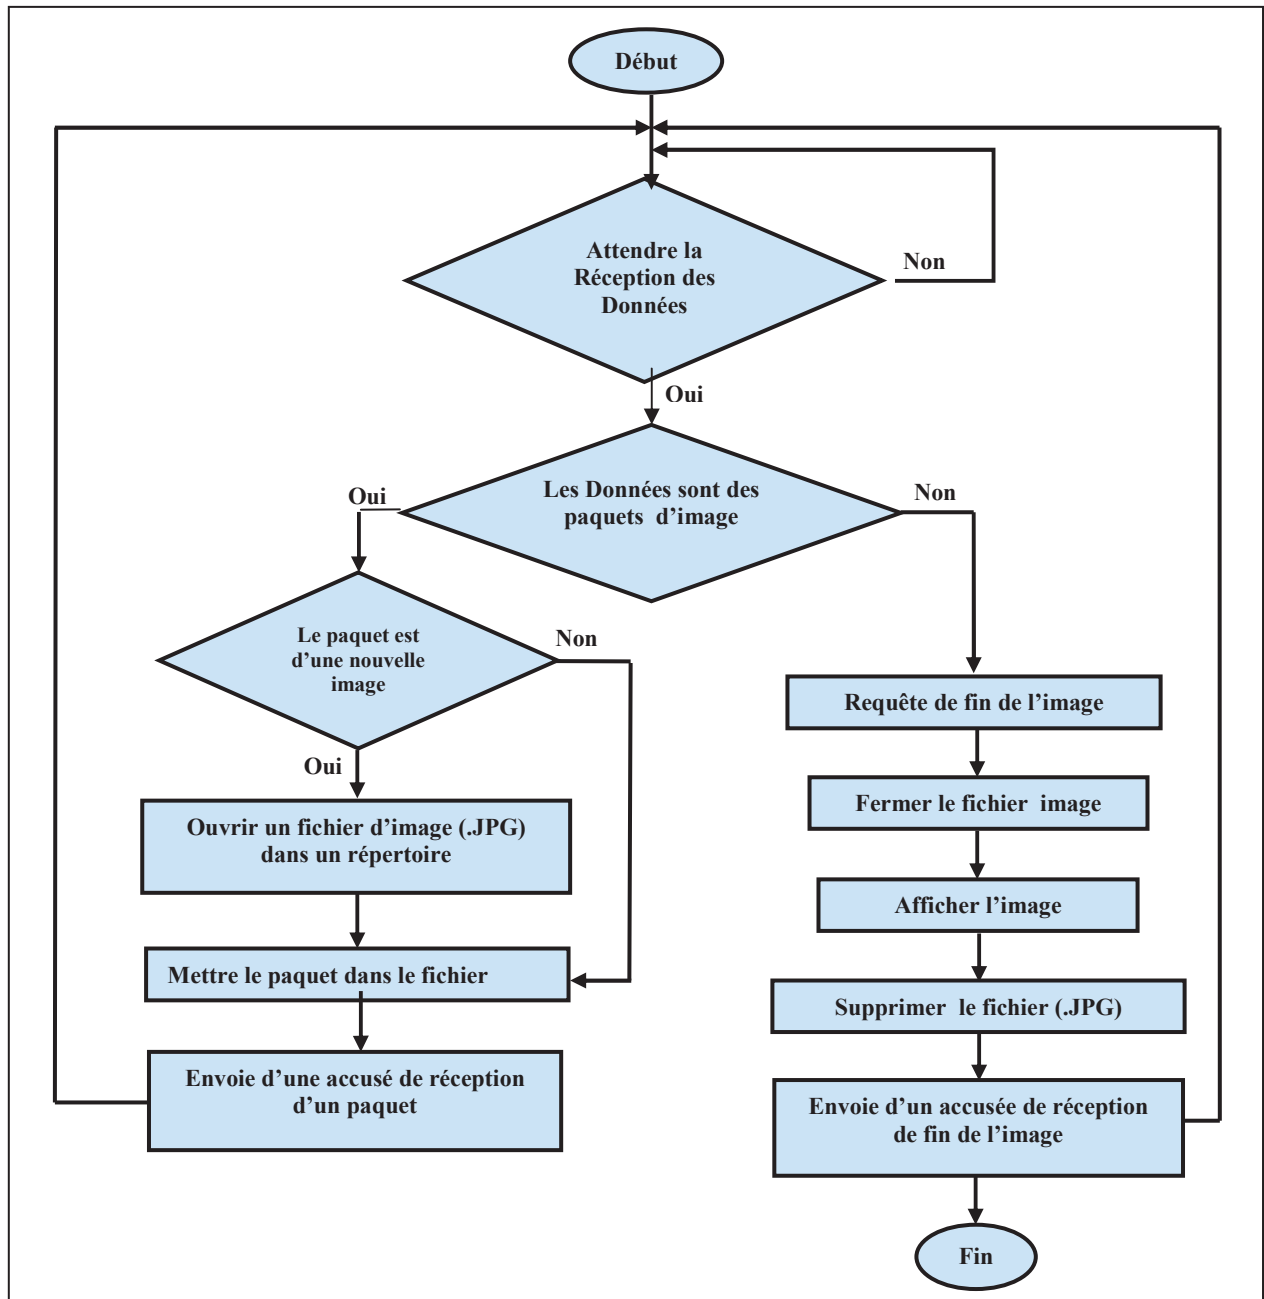 Début
Attendre la
Réception des
Données
Non
Oui
Les Données sont des
paquets d'image
Oui
Non
Le paquet est
d'une nouvelle
image
Non
Oui
Ouvrir un fichier d'image (.JPG)
dans un répertoire
Mettre le paquet dans le fichier
Envoie d'une accusé de réception
d'un paquet
Requête de fin de l'image
Fermer le fichier image
Afficher l'image
Supprimer le fichier (.JPG)
Envoie d'un accusée de réception
de fin de l'image
Fin